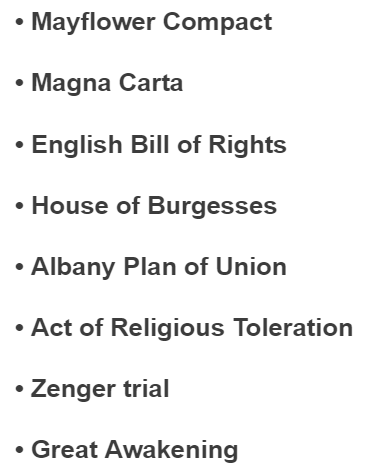 • Mayflower Compact
• Magna Carta
• English Bill of Rights
• House of Burgesses
• Albany Plan of Union
• Act of Religious Toleration
• Zenger trial
• Great Awakening